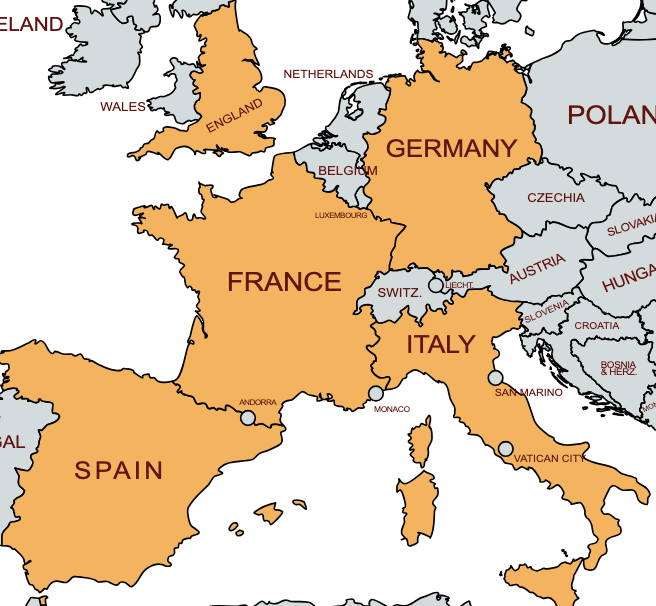 ELAND
NETHERLANDS
WALES
ENGLAND
POLAN
GERMANY
BELGIUM
CZECHIA
LUXEMBOURG
SLOVAKIA
AUSTRIA
HUNGA
FRANCE
SWITZ.
LIECHT.
SLOVENIA
CROATIA
ITALY
BOSNIA
& HERZ.
SAN MARINO
ANDORRA
MONACO
MON
GAL
SPAIN
VATICAN CITY